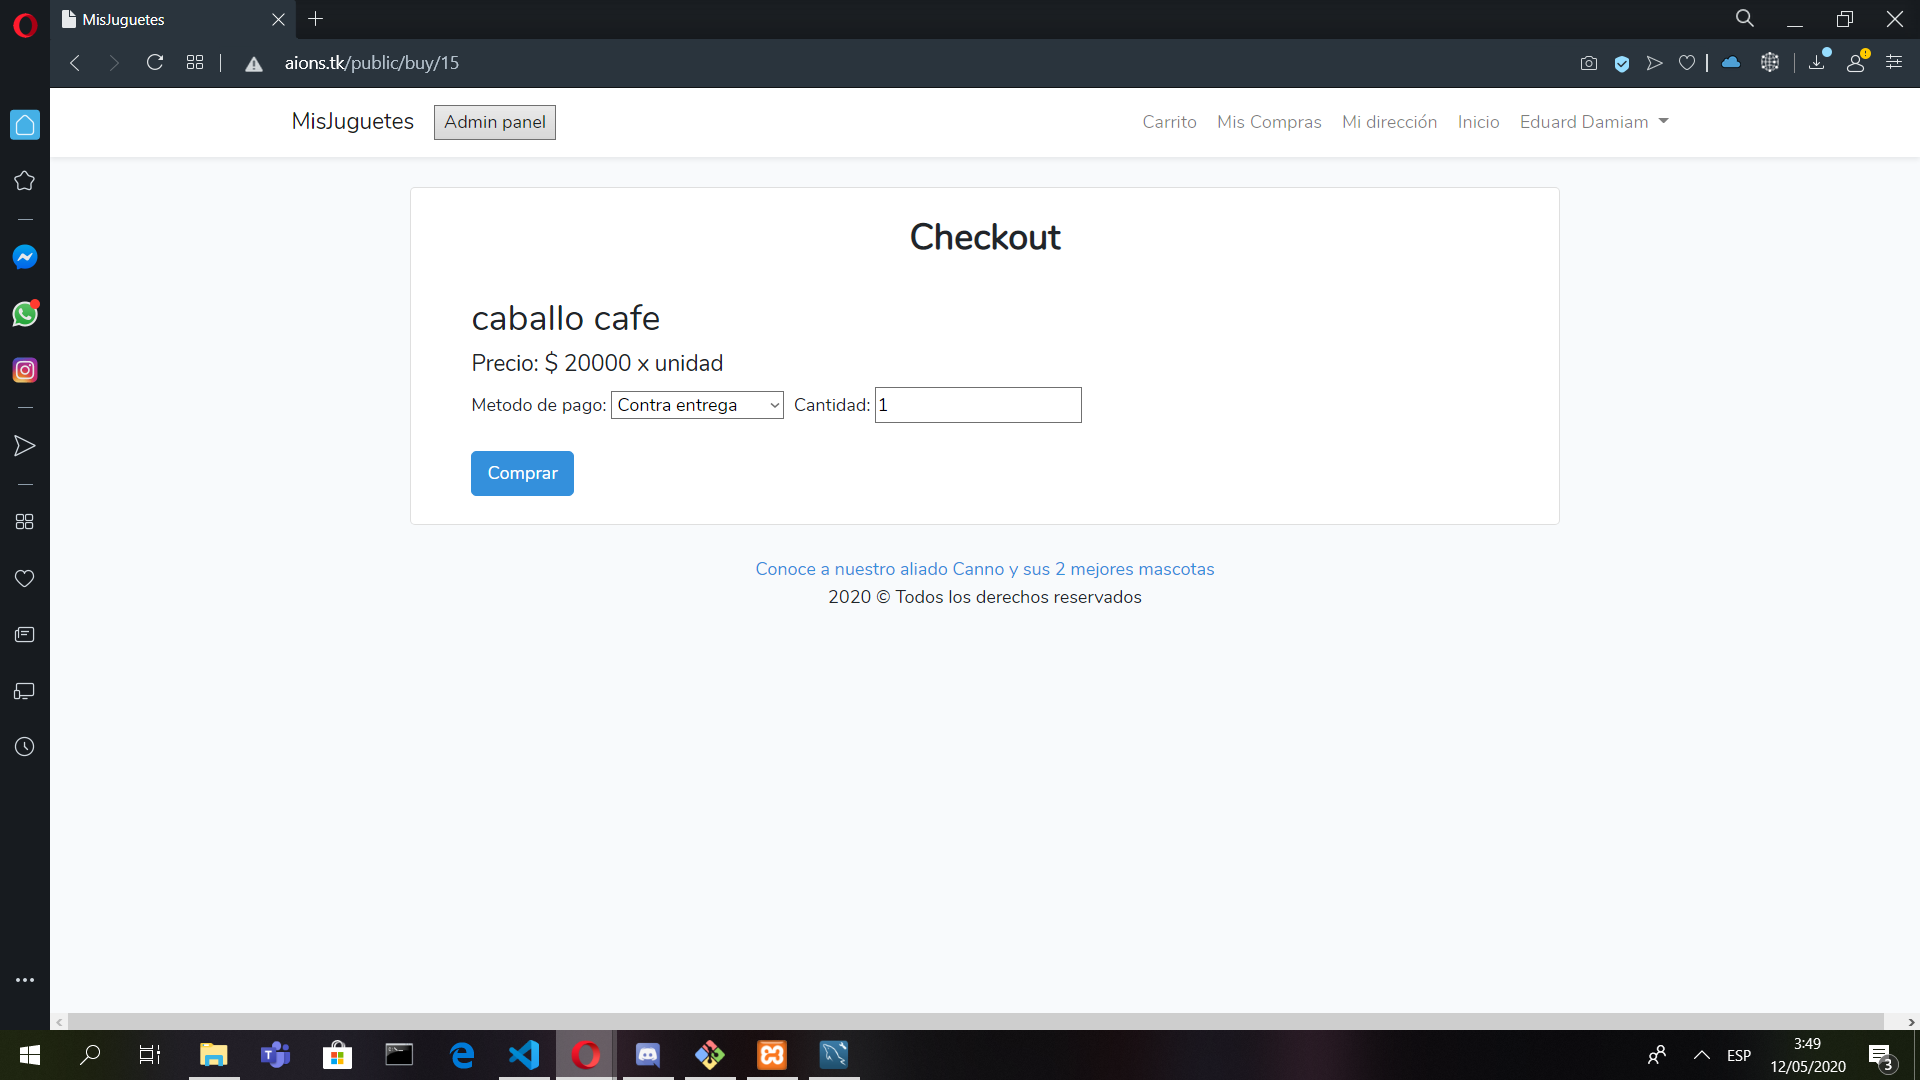 MisJuguetes
aions.tk/public/buy/15
MisJuguetes
Admin panel
Carrito
Mis Compras
Mi dirección
Inicio
Eduard Damiam
Checkout
caballo cafe
Precio: $ 20000 x unidad
Metodo de pago: Contra entrega Cantidad: 1
Comprar
Conoce a nuestro aliado Canno y sus 2 mejores mascotas
2020 © Todos los derechos reservados
ESP
3:49
12/05/2020
3